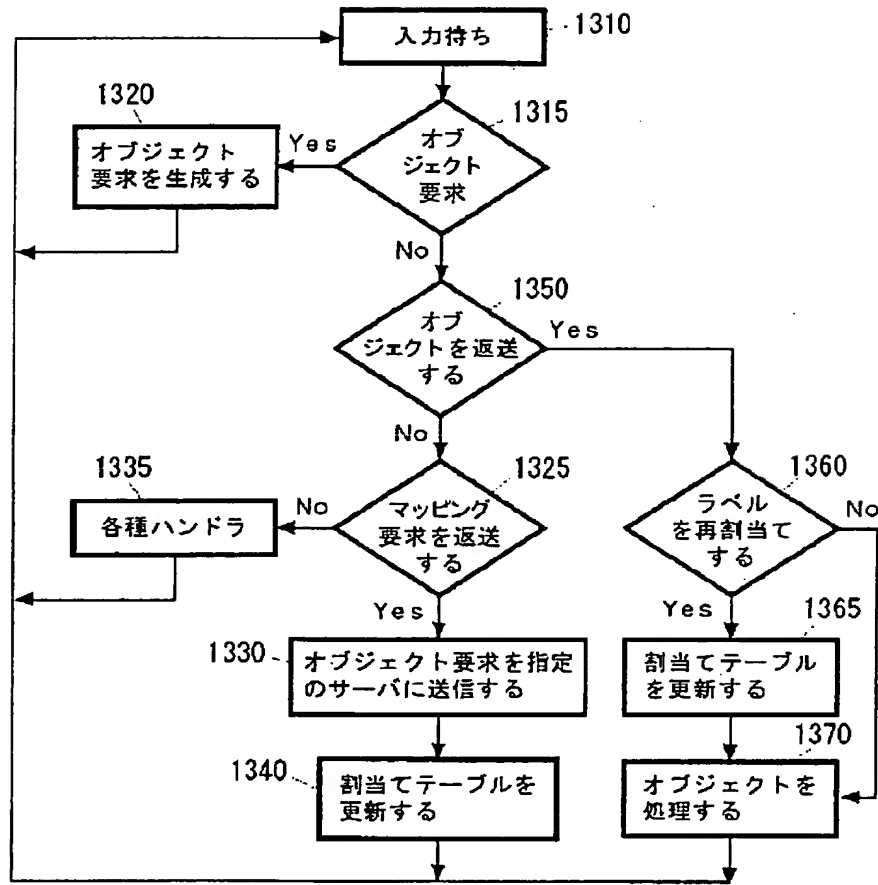 入力待ち
1310
1320
1315
オブジェクト
要求を生成する
Yes
オブ
ジェクト
要求
No
1350
オブ
ジェクトを返送
する
Yes
No
1335
1325
1360
各種ハンドラ
No
マッピング
要求を返送
する
ラベル
を再割当て
する
No
Yes
Yes
1365
1330
オブジェクト要求を指定
のサーバに送信する
割当てテーブル
を更新する
1340
割当てテーブルを
更新する
1370
オブジェクトを
処理する